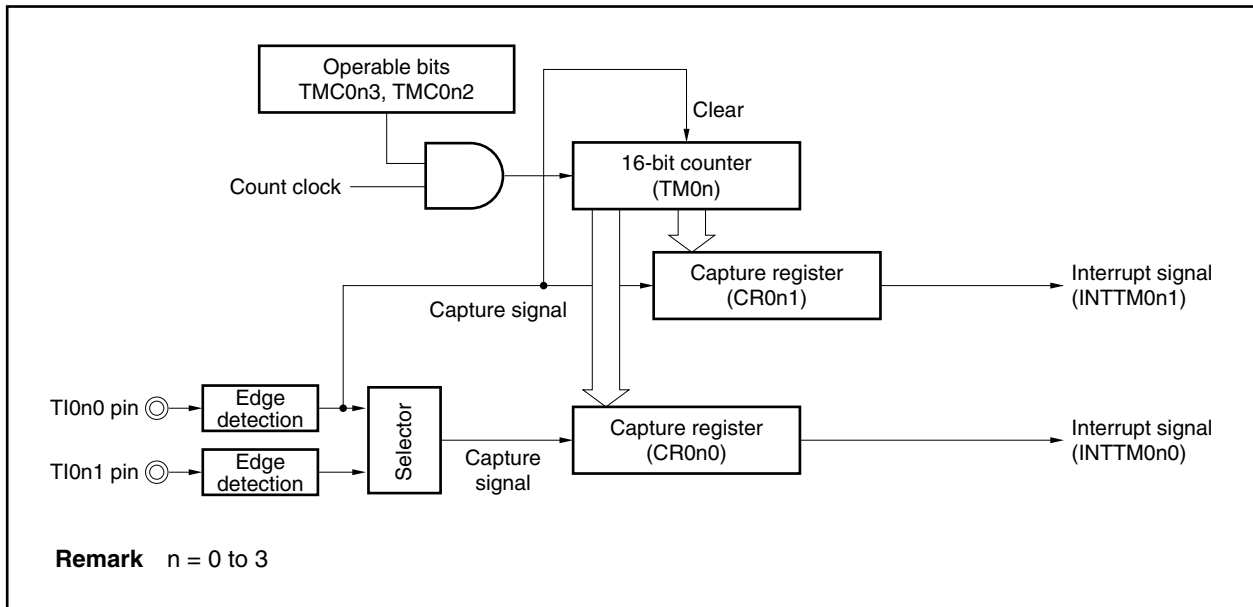 Operable bits
TMC0n3, TMC0n2
Clear
Count clock
16-bit counter
(TM0n)
Capture register
(CR0n1)
Interrupt signal
(INTTM0n1)
Capture signal
TI0n0 pin
Edge
detection
Selector
Capture register
(CR0n0)
Interrupt signal
(INTTM0n0)
TI0n1 pin
Edge
detection
Capture
signal
Remark n = 0 to 3